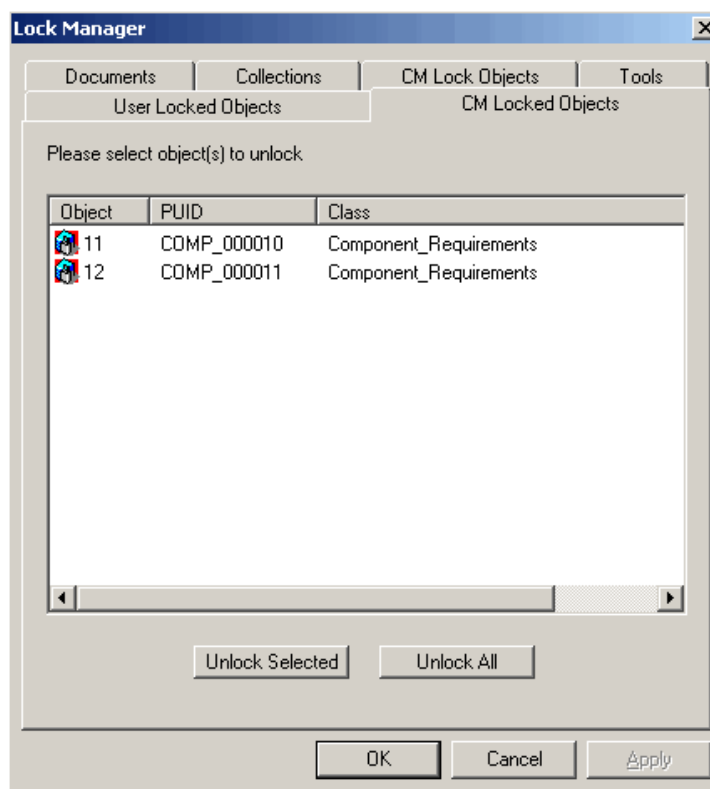 Lock Manager
Documents Collections CM Lock Objects Tools
User Locked Objects CM Locked Objects
Please select object(s) to unlock
Object PUID Class
11 COMP_000010 Component_Requirements
12 COMP_000011 Component_Requirements
Unlock Selected Unlock All
OK Cancel Apply